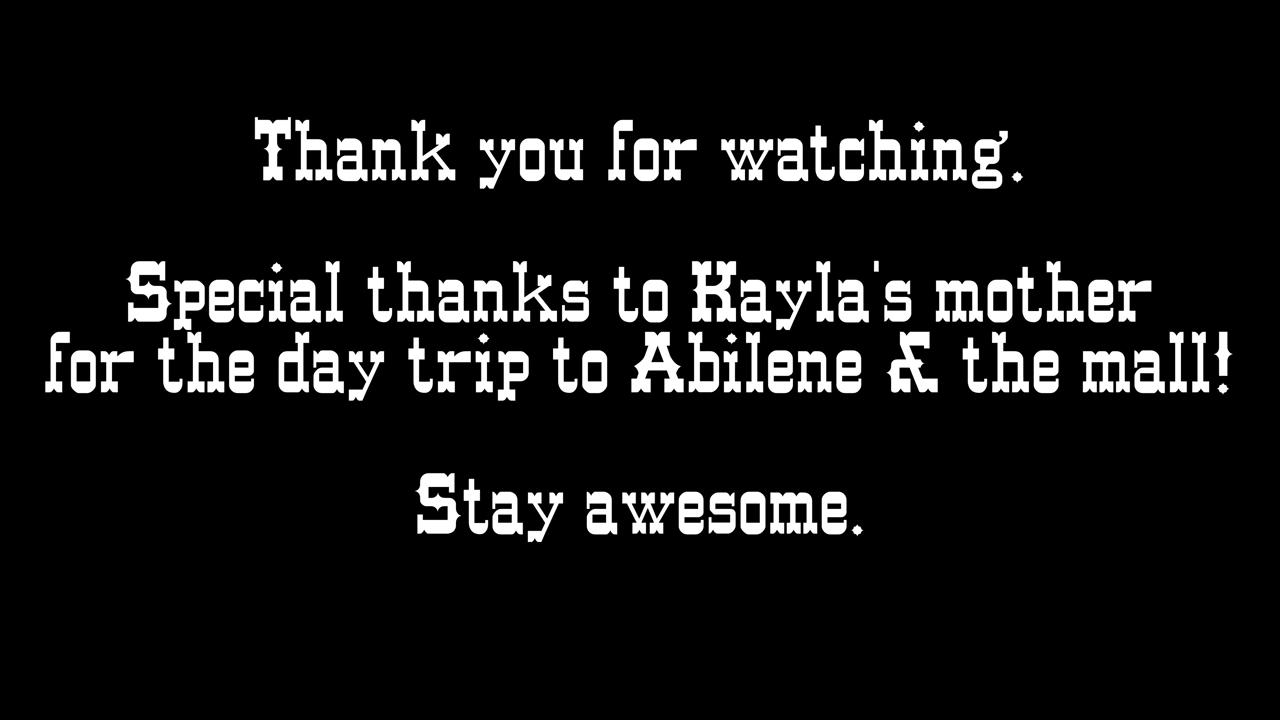 Thank you for watching.
Special thanks to Kayla's mother
for the day trip to Abilene & the mall!
Stay awesome.